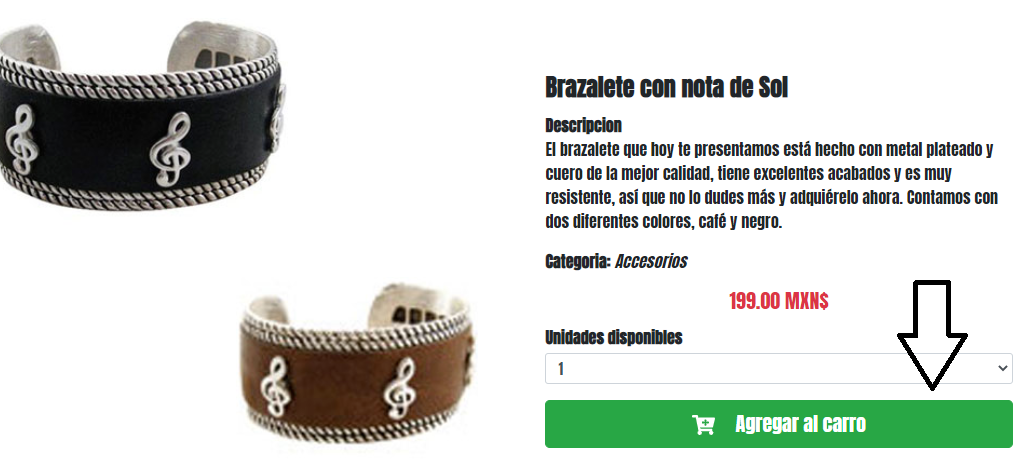 Brazalete con nota de Sol
Descripcion
El brazalete que hoy te presentamos está hecho con metal plateado y
cuero de la mejor calidad, tiene excelentes acabados y es muy
resistente, así que no lo dudes más y adquiérelo ahora. Contamos con
dos diferentes colores, café y negro.
Categoria: Accesorios
199.00 MXN$
Unidades disponibles
1
Agregar al carro